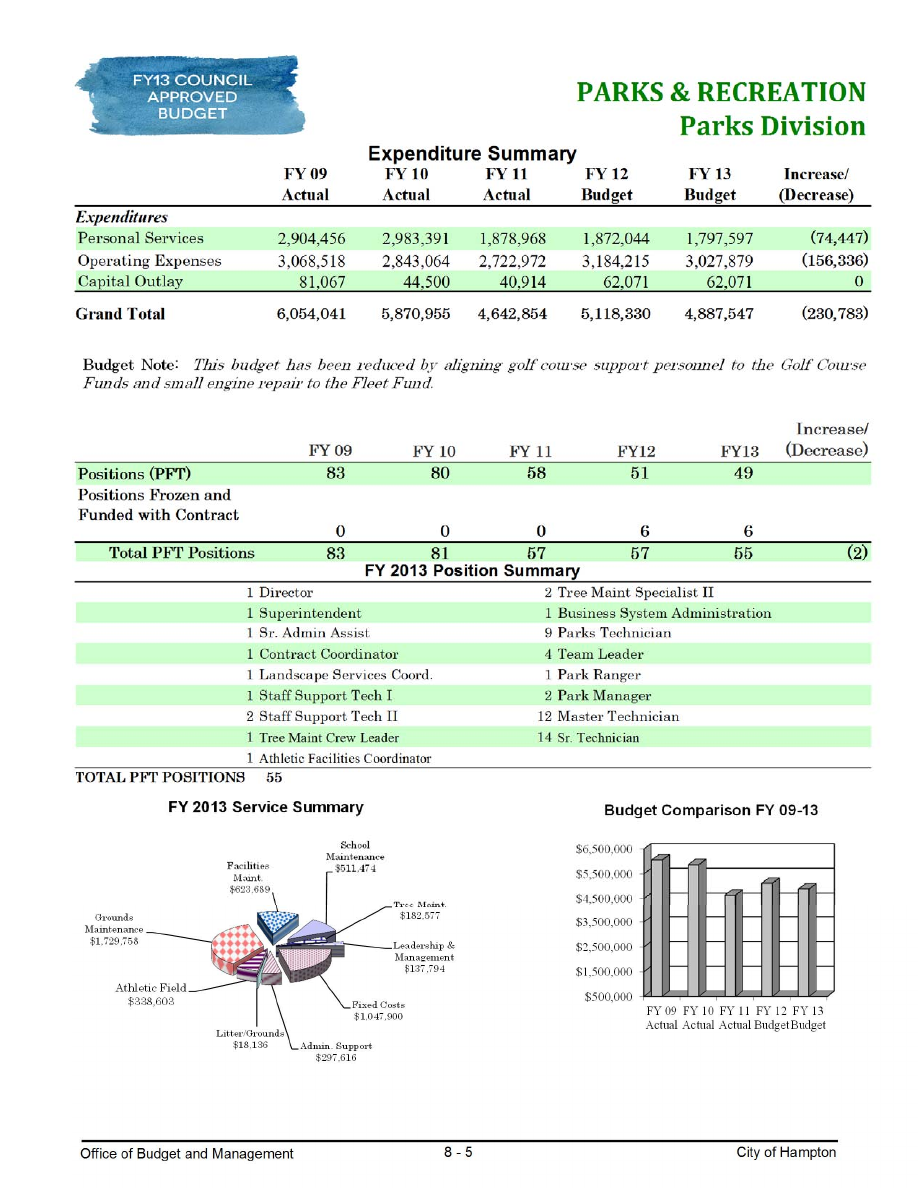 FY13 COUNCIL
APPROVED
BUDGET
PARKS & RECREATION
Parks Division
Expenditure Summary
FY 09 FY 10 FY 11 FY 12 FY 13 Increase/
Actual Actual Actual Budget Budget (Decrease)
Expenditures
Personal Services 2,904,456 2,983,391 1,878,968 1,872,044 1,797,597 (74,447)
Operating Expenses 3,068,518 2,843,064 2,722,972 3,184,215 3,027,879 (156,336)
Capital Outlay 81,067 44,500 40,914 62,071 62,071 0
Grand Total 6,054,041 5,870,955 4,642,854 5,118,330 4,887,547 (230,783)
Budget Note: This budget has been reduced by aligning golf course support personnel to the Golf Course
Funds and small engine repair to the Fleet Fund.
Increase/
FY 09 FY 10 FY 11 FY12 FY13 (Decrease)
Positions (PFT) 83 80 58 51 49
Positions Frozen and
Funded with Contract
0 0 0 6 6
Total PFT Positions 83 81 57 57 55 (2)
FY 2013 Position Summary
1 Director 2 Tree Maint Specialist II
1 Superintendent 1 Business System Administration
1 Sr. Admin Assist 9 Parks Technician
1 Contract Coordinator 4 Team Leader
1 Landscape Services Coord. 1 Park Ranger
1 Staff Support Tech I 2 Park Manager
2 Staff Support Tech II 12 Master Technician
1 Tree Maint Crew Leader 14 Sr. Technician
1 Athletic Facilities Coordinator
TOTAL PFT POSITIONS 55
FY 2013 Service Summary
School
Maintenance
$511,474
Facilities
Maint.
$623,689
Tree Maint.
$182,577
Grounds
Maintenance
$1,729,758
Leadership &
Management
$137,794
Athletic Field
$338,603
Fixed Costs
$1,047,900
Litter/Grounds
$18,136
Admin. Support
$297,616
Budget Comparison FY 09-13
$6,500,000
$5,500,000
$4,500,000
$3,500,000
$2,500,000
$1,500,000
$500,000
FY 09 FY 10 FY 11 FY 12 FY 13
Actual Actual Actual Budget Budget
Office of Budget and Management 8 - 5 City of Hampton